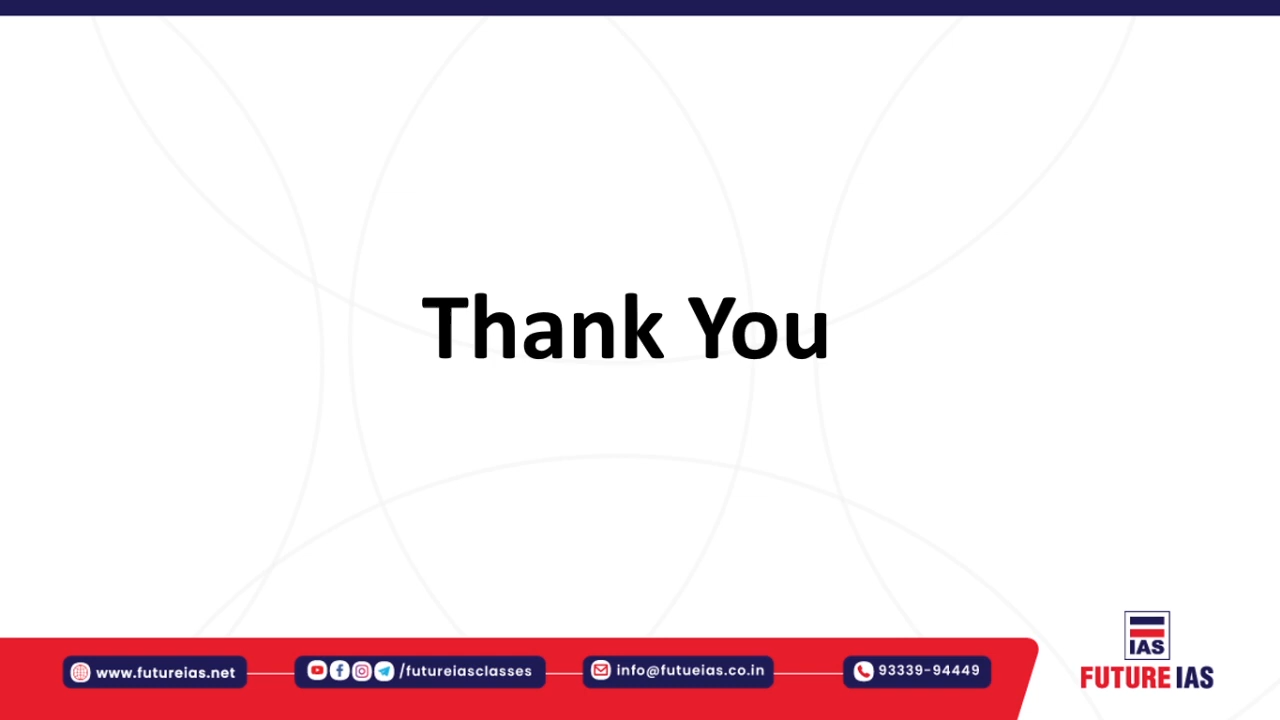 Thank You
www.futureias.net
/futureiasclasses
info@futueias.co.in
93339-94449
IAS
FUTURE IAS